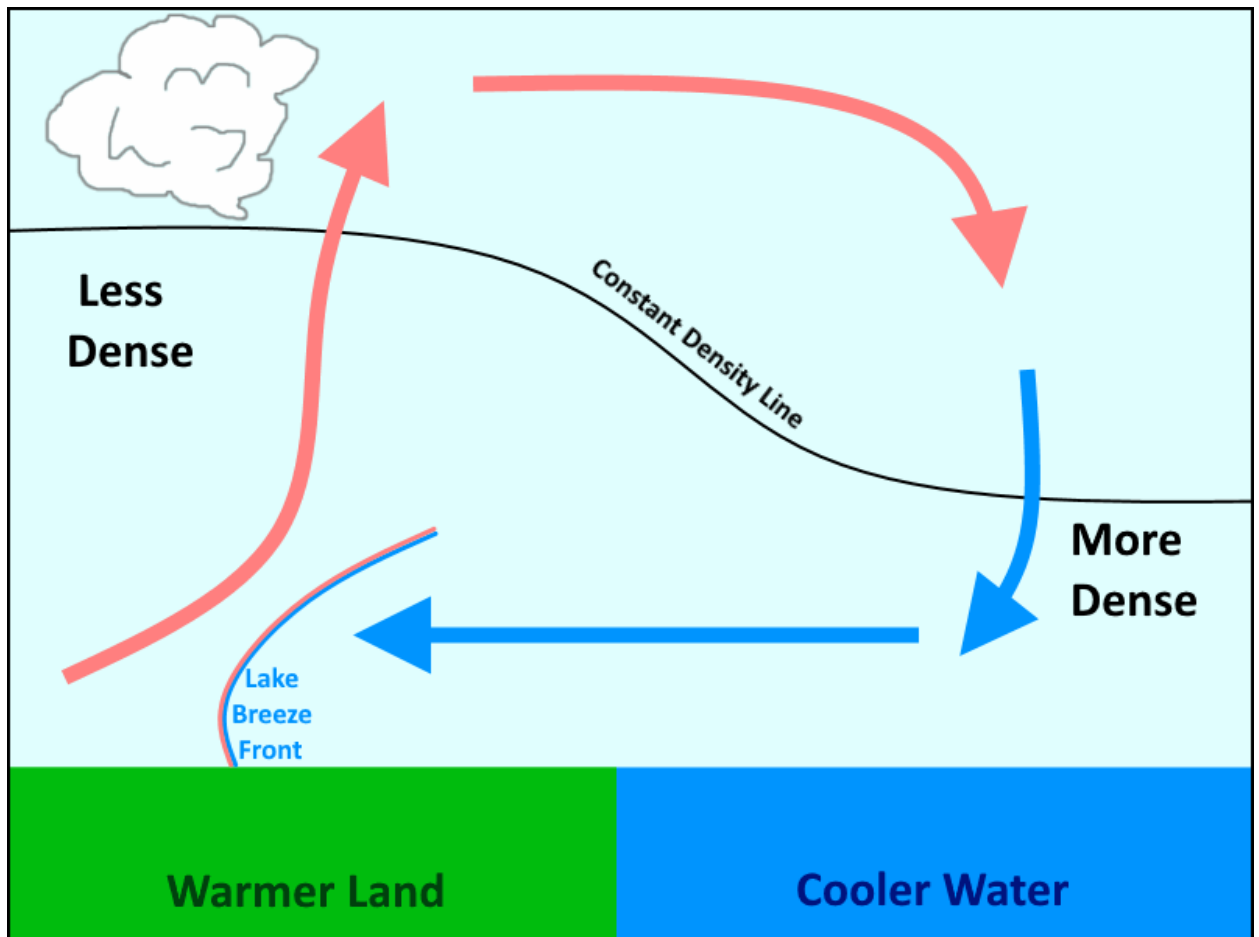 Less
Dense
Constant Density Line
More
Dense
Lake
Breeze
Front
Warmer Land
Cooler Water